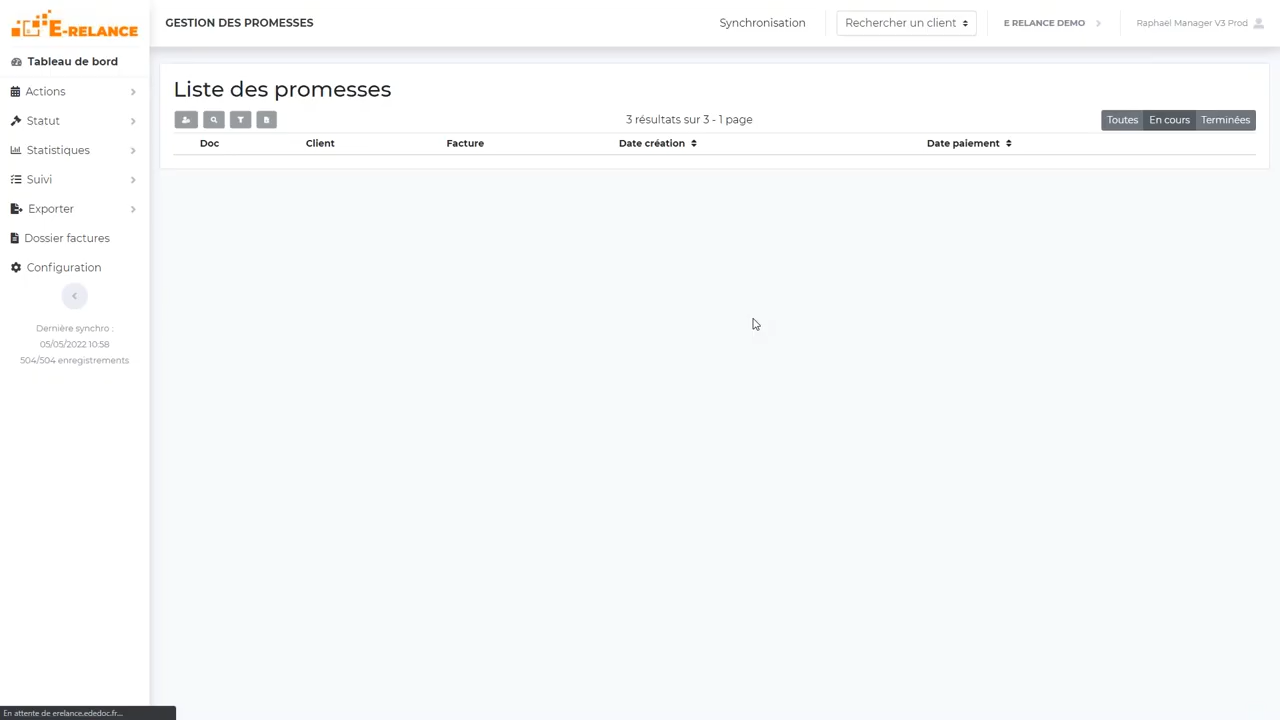 E-RELANCE
GESTION DES PROMESSES
Synchronisation
Rechercher un client
E RELANCE DEMO
Raphaël Manager V3 Prod
Tableau de bord
Actions
Statut
Statistiques
Suivi
Exporter
Dossier factures
Configuration
Dernière synchro :
05/05/2022 10:58
504/504 enregistrements
Liste des promesses
3 résultats sur 3 - 1 page
Toutes En cours Terminées
Doc Client Facture Date création Date paiement
En attente de erelance.ededoc.fr...